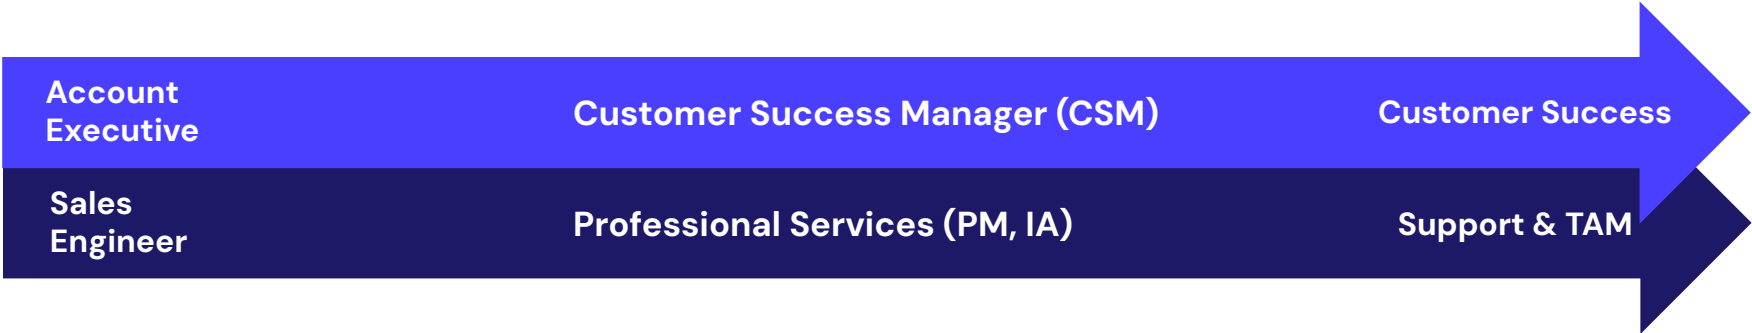 Account
Executive
Customer Success Manager (CSM)
Customer Success
Sales
Engineer
Professional Services (PM, IA)
Support & TAM